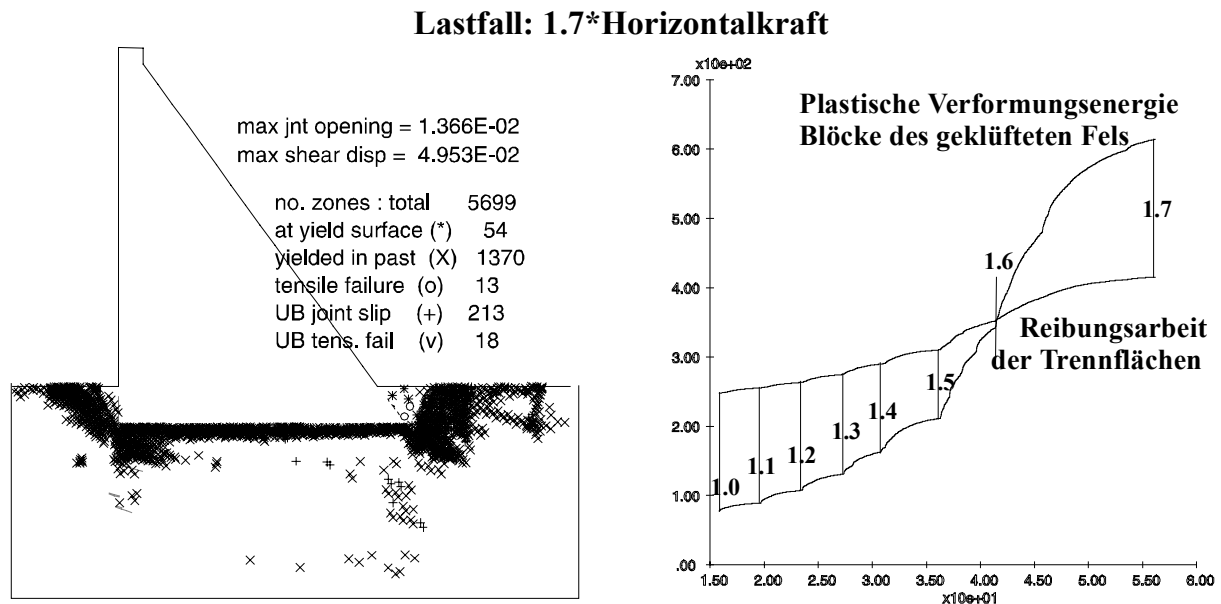 Lastfall: 1.7*Horizontalkraft
max jnt opening = 1.366E-02
max shear disp = 4.953E-02
no. zones : total 5699
at yield surface (*) 54
yielded in past (X) 1370
tensile failure (o) 13
UB joint slip (+) 213
UB tens. fail (v) 18
x10e+02
7.00
6.00
5.00
4.00
3.00
2.00
1.00
.00
Plastische Verformungsenergie
Blöcke des geklüfteten Fels
1.7
1.6
Reibungsarbeit
der Trennflächen
1.0
1.1
1.2
1.3
1.4
1.5
1.50 2.00 2.50 3.00 3.50 4.00 4.50 5.00 5.50 6.00
x10e+01